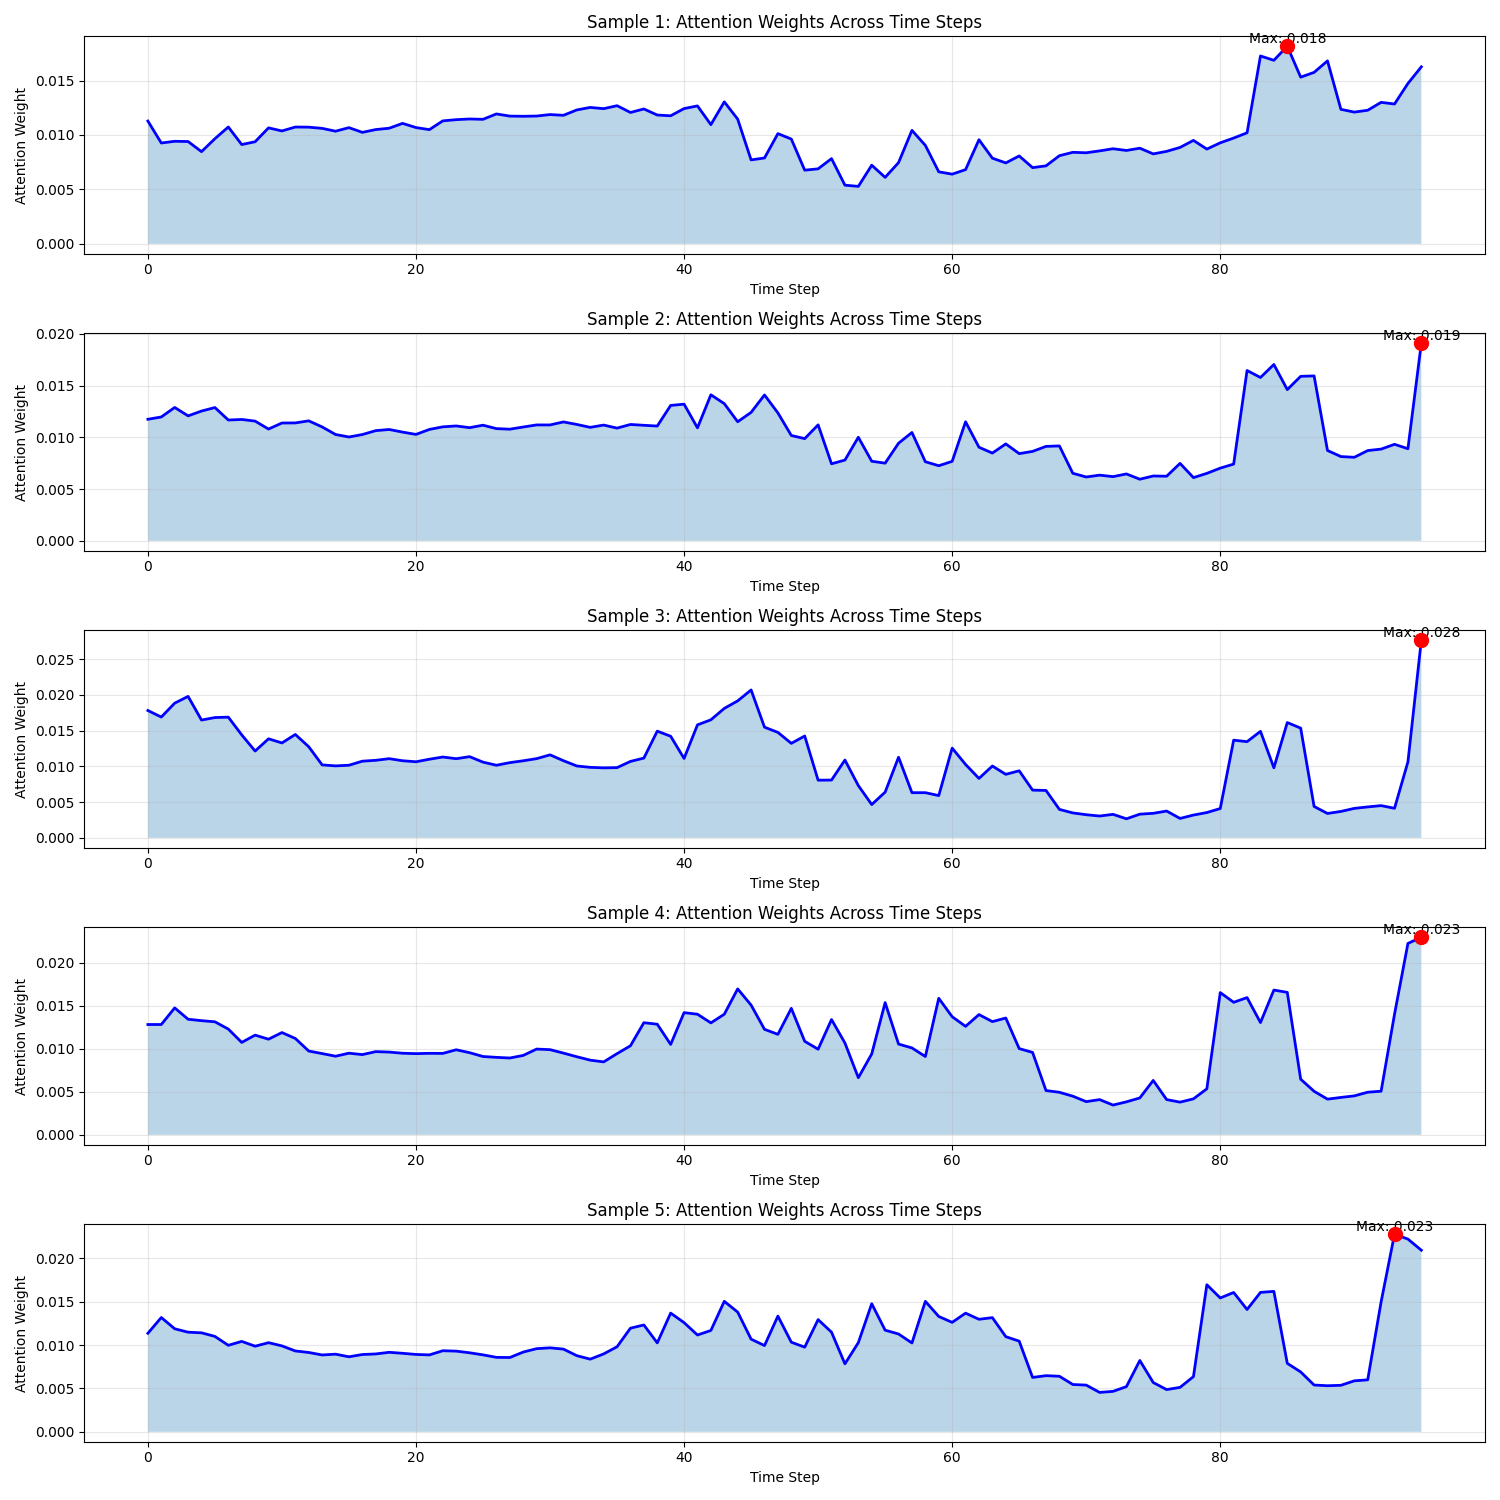 Sample 1: Attention Weights Across Time Steps
Max: 0.018
0.015
0.010
0.005
0.000
Attention Weight
0 20 40 60 80
Time Step
Sample 2: Attention Weights Across Time Steps
Max: 0.019
0.020
0.015
0.010
0.005
0.000
Attention Weight
0 20 40 60 80
Time Step
Sample 3: Attention Weights Across Time Steps
Max: 0.028
0.025
0.020
0.015
0.010
0.005
0.000
Attention Weight
0 20 40 60 80
Time Step
Sample 4: Attention Weights Across Time Steps
Max: 0.023
0.020
0.015
0.010
0.005
0.000
Attention Weight
0 20 40 60 80
Time Step
Sample 5: Attention Weights Across Time Steps
Max: 0.023
0.020
0.015
0.010
0.005
0.000
Attention Weight
0 20 40 60 80
Time Step